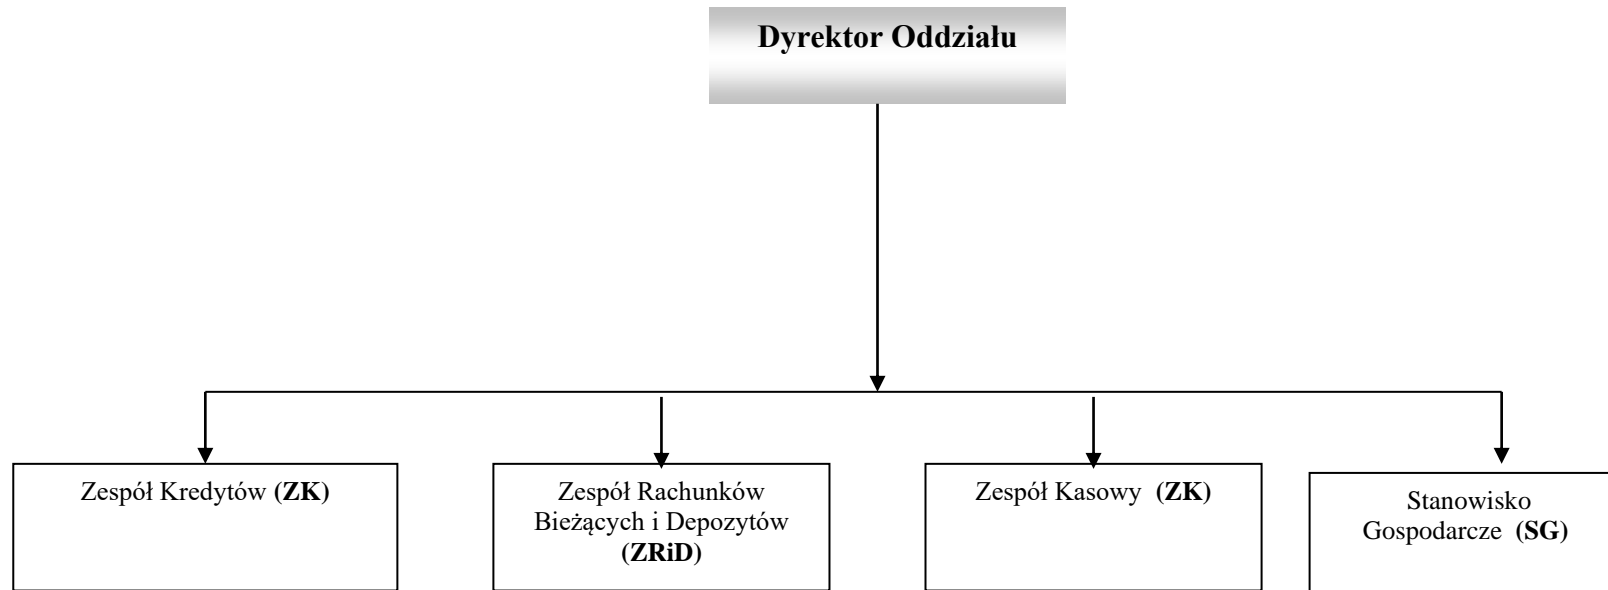 Dyrektor Oddziału
Zespół Kredytów (ZK)
Zespół Rachunków
Bieżących i Depozytów
(ZRiD)
Zespół Kasowy (ZK)
Stanowisko
Gospodarcze (SG)